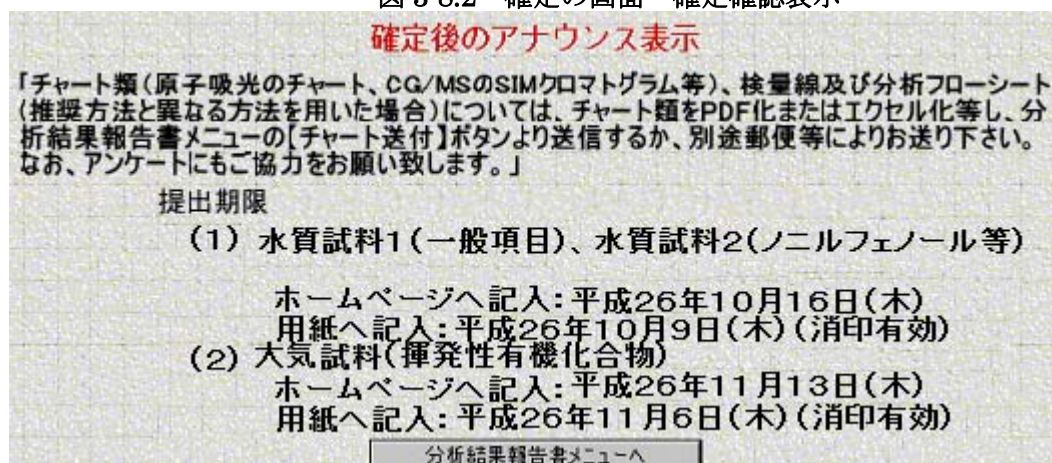 図 3-8.2 確定の画面 確定確認表示
確定後のアナウンス表示
「チャート類(原子吸光のチャート、CG/MSのSIMクロマトグラム等)、検量線及び分析フローシート
(推奨方法と異なる方法を用いた場合)については、チャート類をPDF化またはエクセル化等し、分
析結果報告書メニューの【チャート送付】ボタンより送信するか、別途郵便等によりお送り下さい。
なお、アンケートにもご協力をお願い致します。」
提出期限
(1) 水質試料1(一般項目)、水質試料2(ノニルフェノール等)
ホームページへ記入:平成26年10月16日(木)
用紙へ記入:平成26年10月9日(木)(消印有効)
(2) 大気試料(揮発性有機化合物)
ホームページへ記入:平成26年11月13日(木)
用紙へ記入:平成26年11月6日(木)(消印有効)
分析結果報告書メニューへ